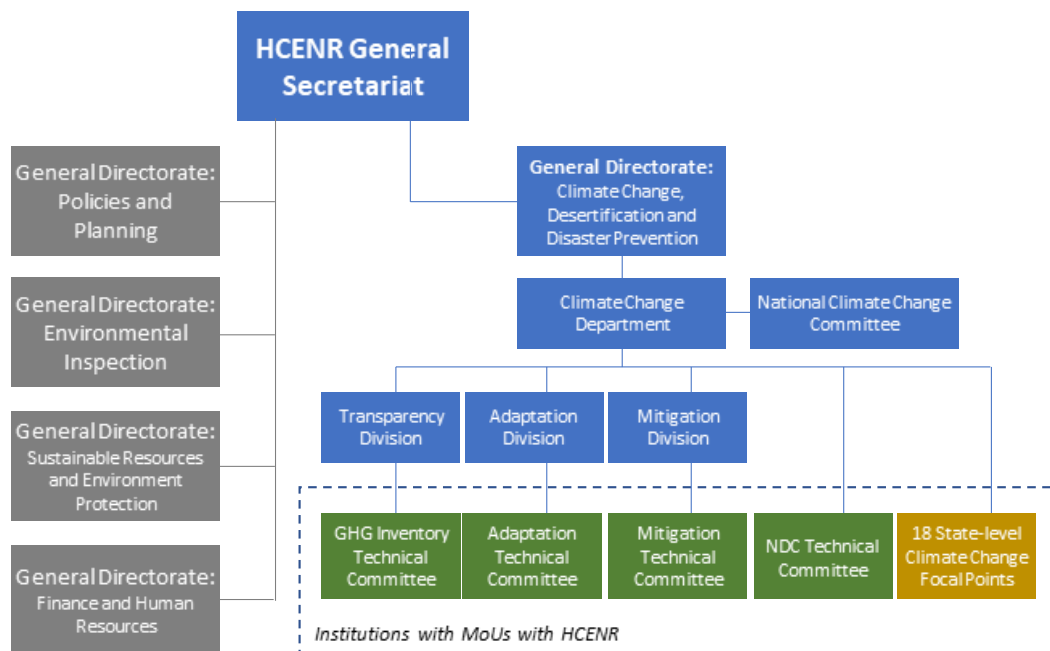 HCENR General
Secretariat
General Directorate:
Policies and
Planning
General Directorate:
Environmental
Inspection
General Directorate:
Sustainable Resources
and Environment
Protection
General Directorate:
Finance and Human
Resources
General Directorate:
Climate Change,
Desertification and
Disaster Prevention
Climate Change
Department
National Climate Change
Committee
Transparency
Division
Adaptation
Division
Mitigation
Division
GHG Inventory
Technical
Committee
Adaptation
Technical
Committee
Mitigation
Technical
Committee
NDC Technical
Committee
18 State-level
Climate Change
Focal Points
Institutions with MoUs with HCENR